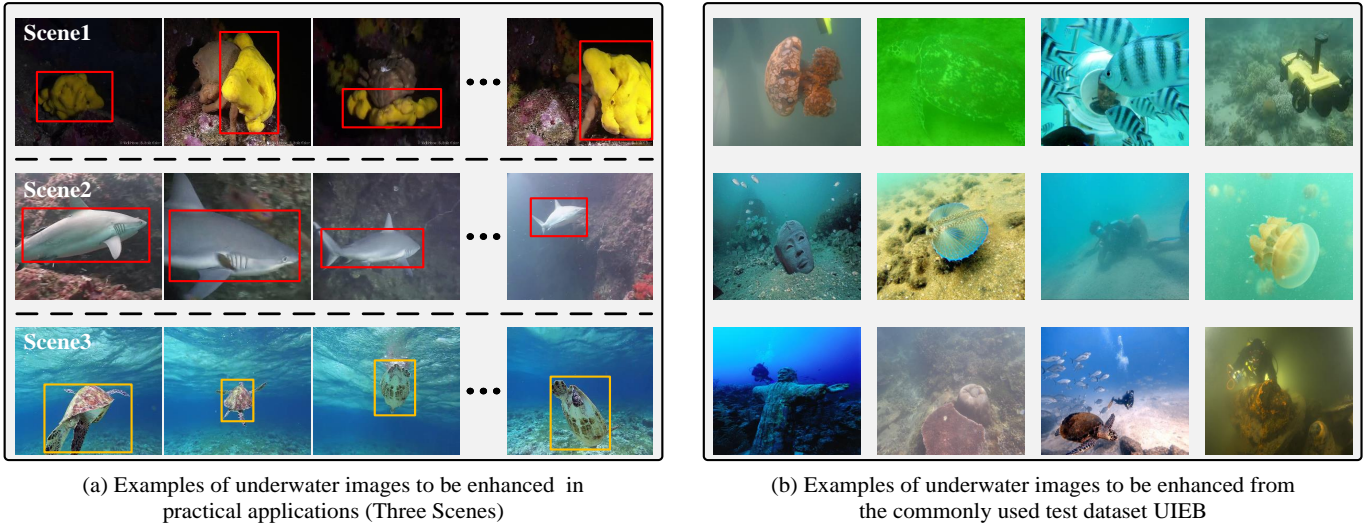 Scene1
Scene2
Scene3
(a) Examples of underwater images to be enhanced in
practical applications (Three Scenes)
(b) Examples of underwater images to be enhanced from
the commonly used test dataset UIEB